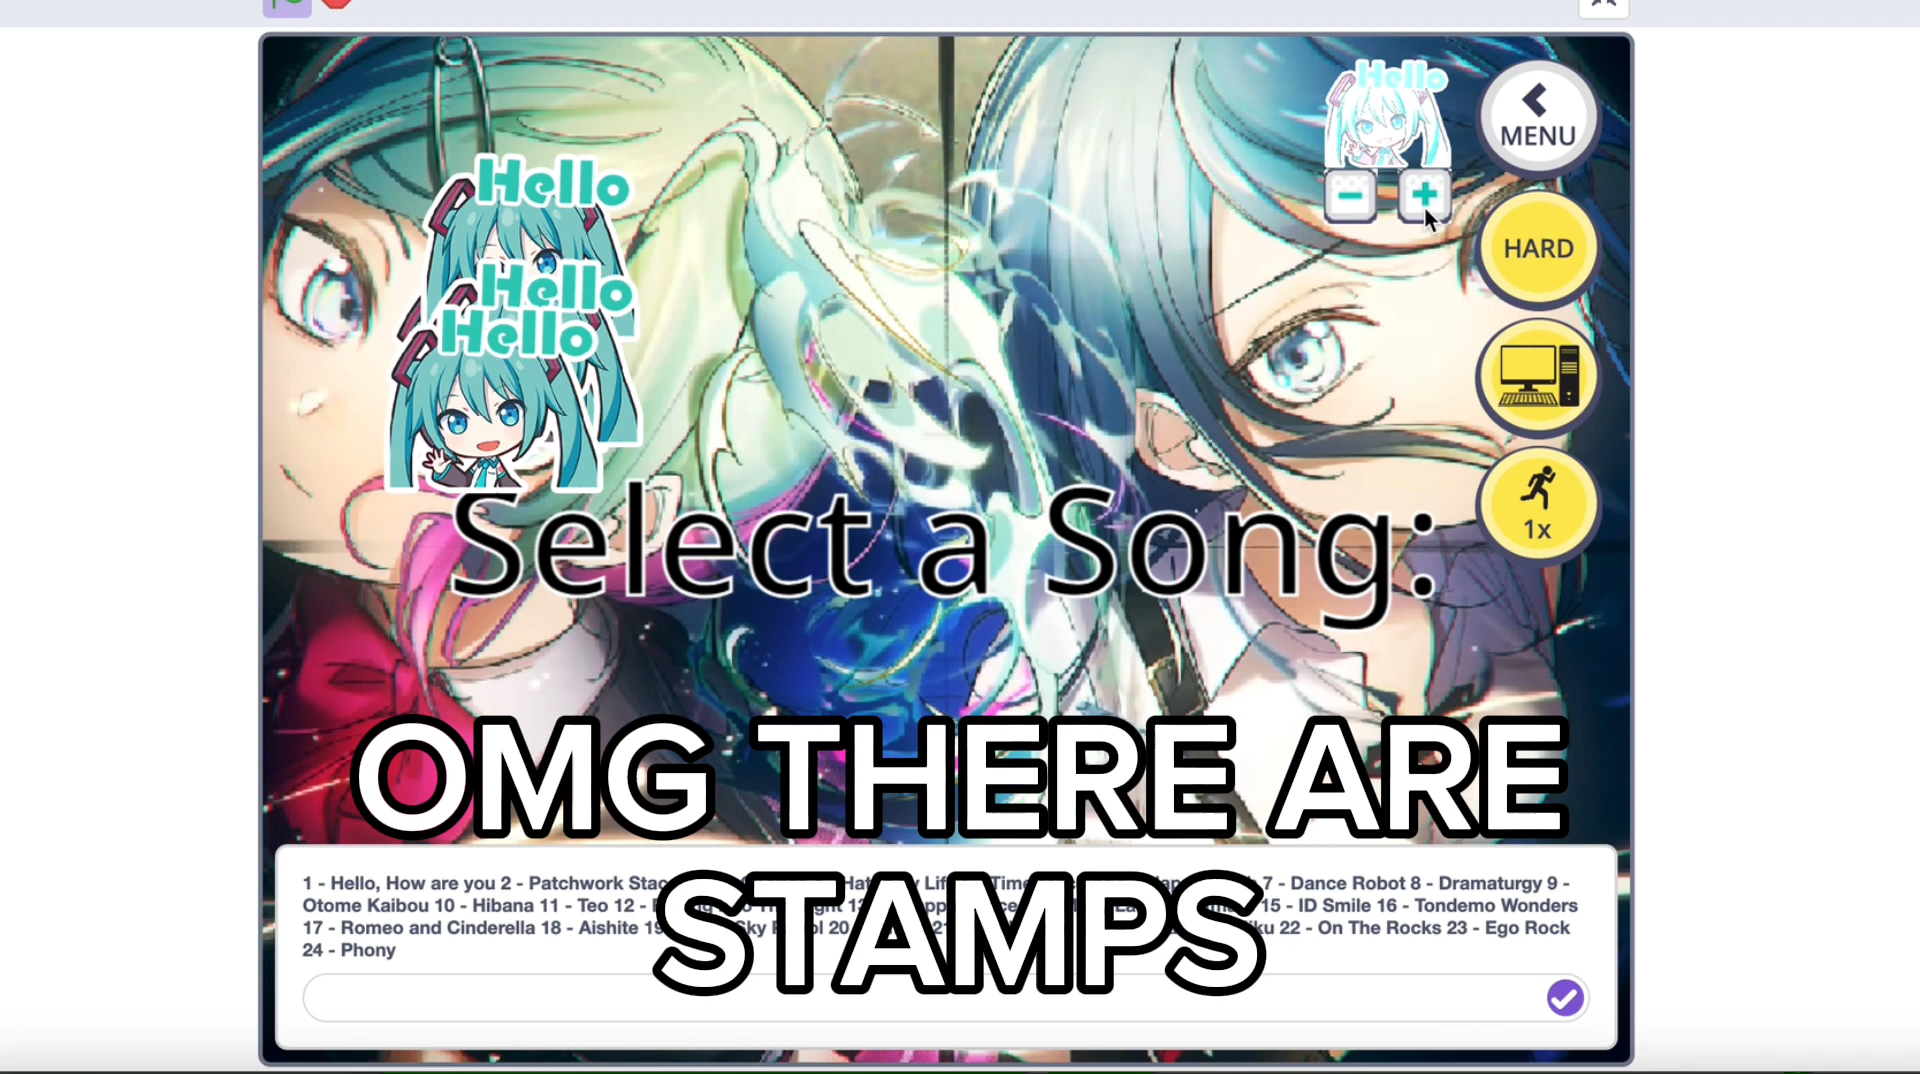 Hello
MENU
Hello
HARD
Hello
Hello
1x
Select a Song:
OMG THERE ARE
STAMPS
1 - Hello, How are you 2 - Patchwork 7 - Dance Robot 8 - Dramaturgy 9 -
Otome Kaibou 10 - Hibana 11 - Teo 12 - 15 - ID Smile 16 - Tondemo Wonders
17 - Romeo and Cinderella 18 - Aishite 20 22 - On The Rocks 23 - Ego Rock
24 - Phony